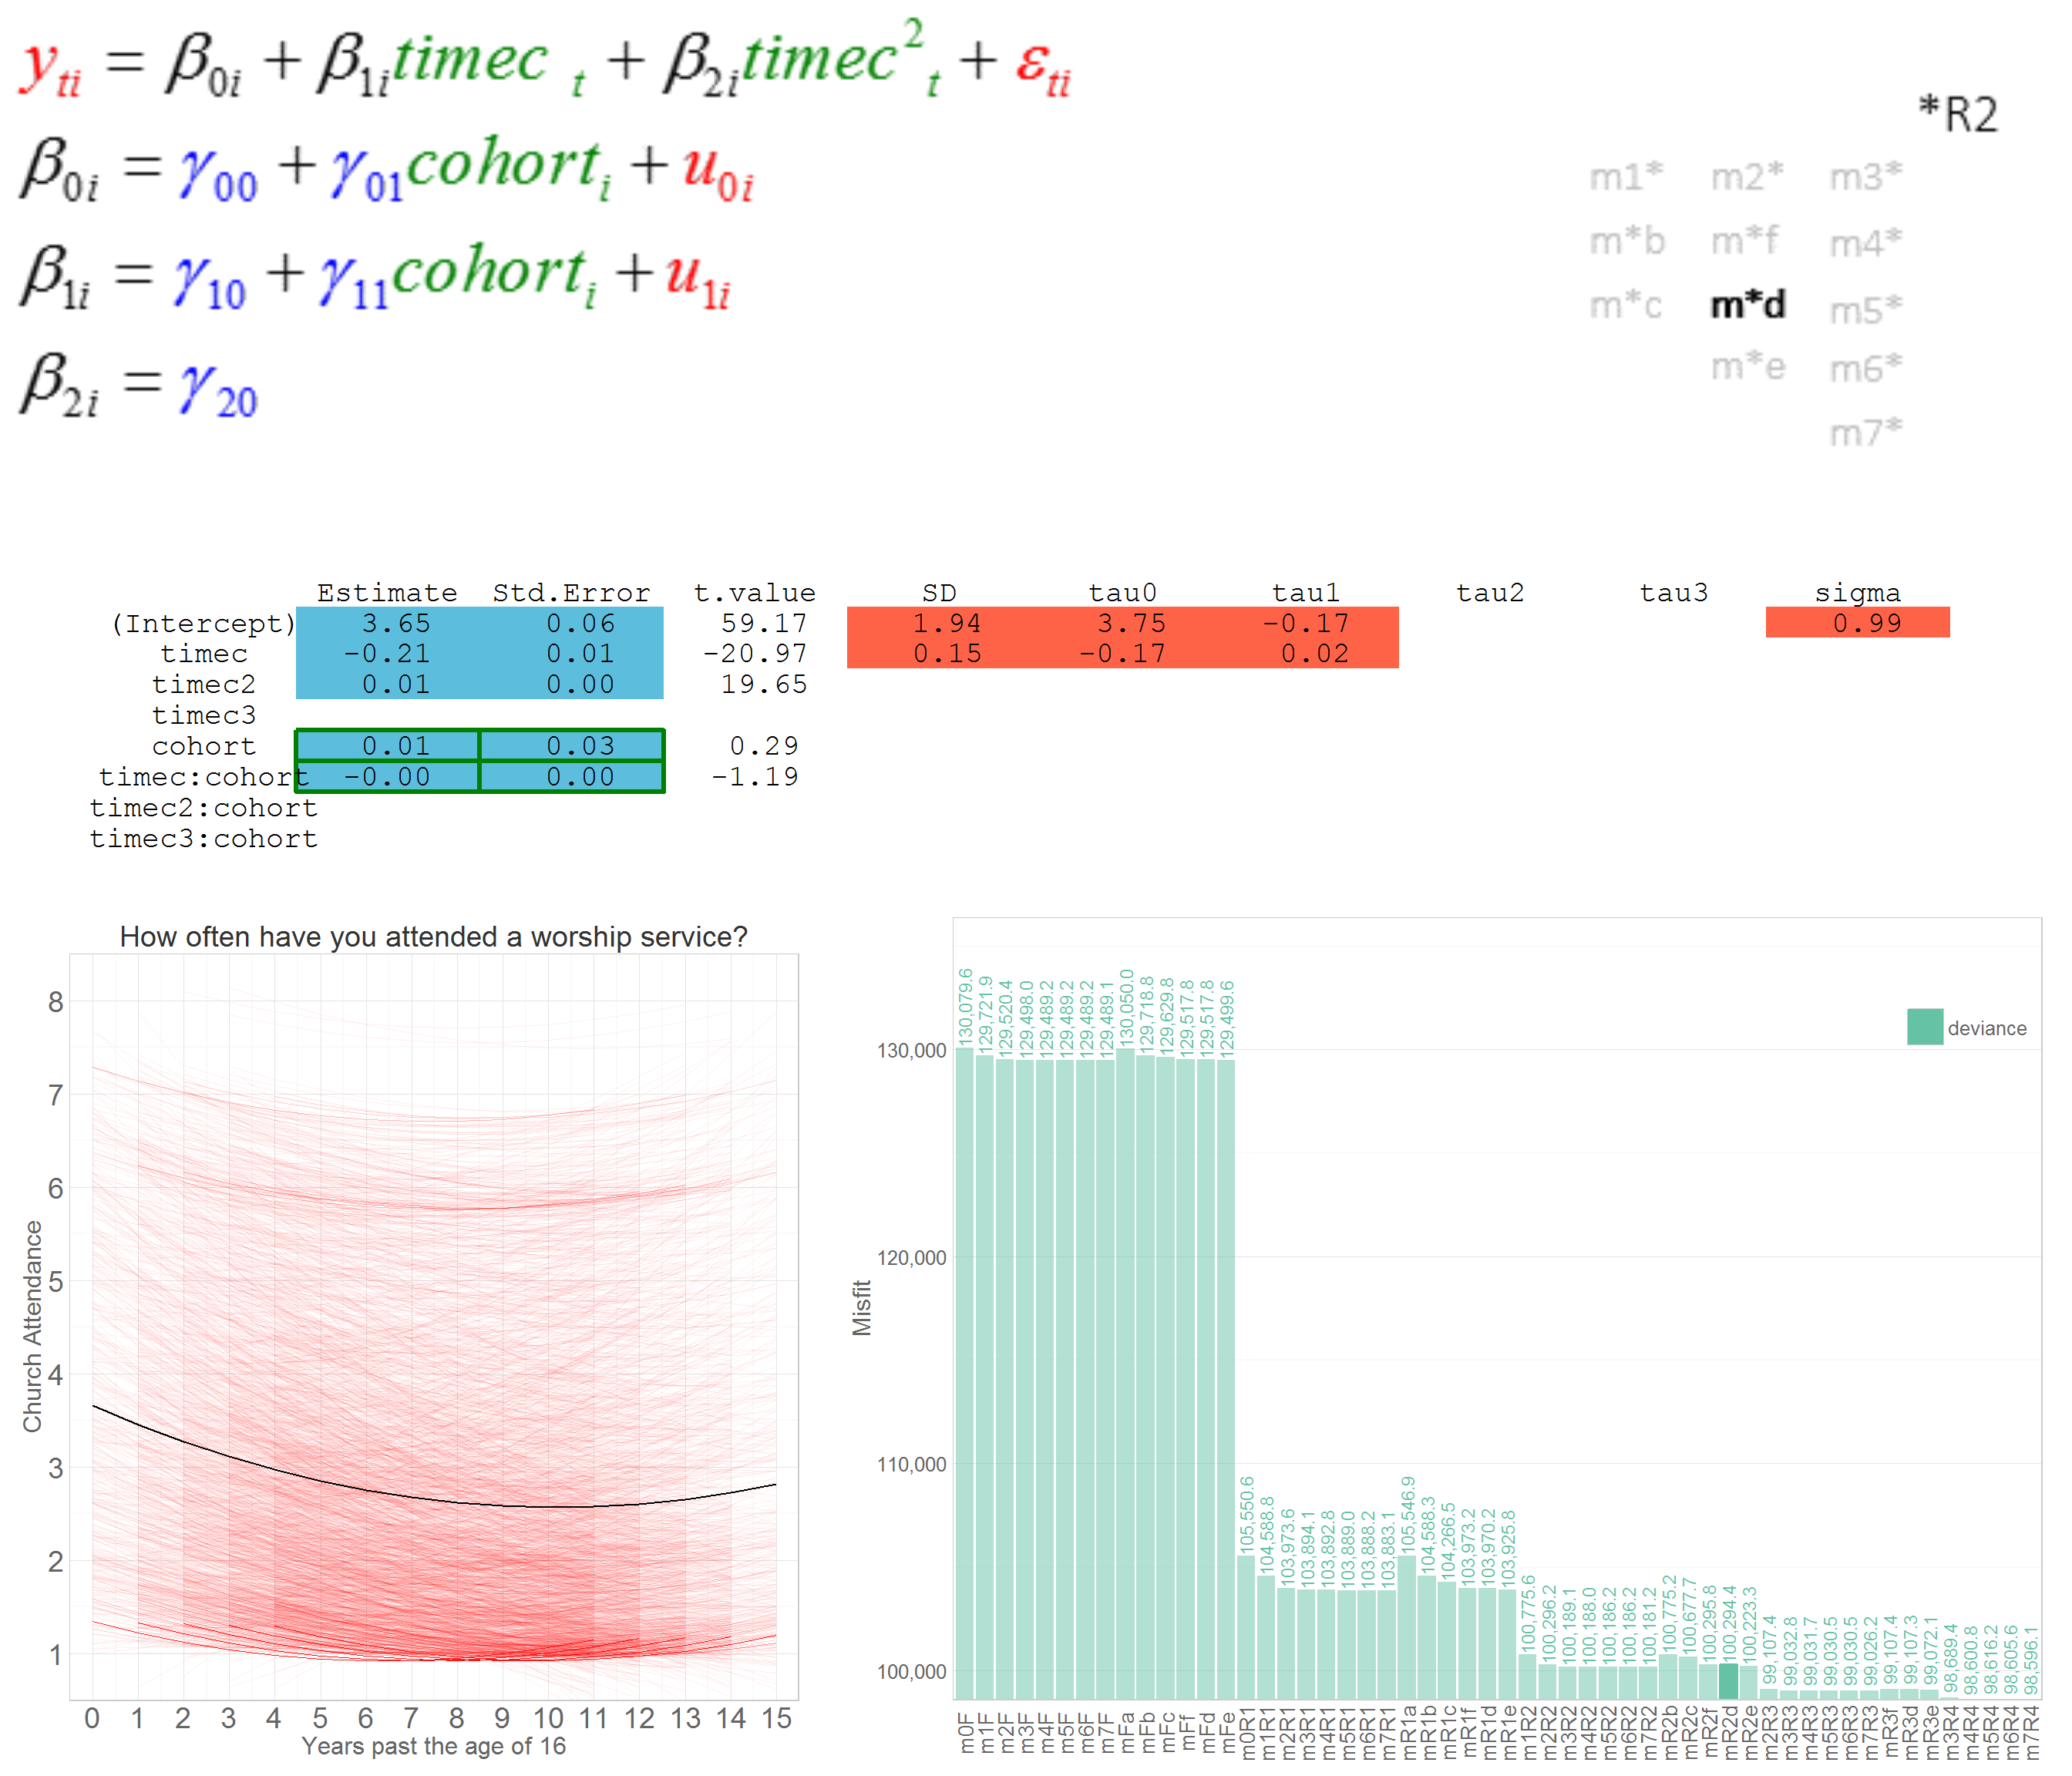 y_{ti} = β_{0i} + β_{1i}timec_t + β_{2i}timec²_t + ε_{ti}
β_{0i} = γ_{00} + γ_{01}cohort_i + u_{0i}
β_{1i} = γ_{10} + γ_{11}cohort_i + u_{1i}
β_{2i} = γ_{20}
*R2
m1* m2* m3*
m*b m*f m4*
m*c m*d m5*
m*e m6*
m7*
Estimate Std.Error t.value SD tau0 tau1 tau2 tau3 sigma
(Intercept) 3.65 0.06 59.17 1.94 3.75 -0.17 0.99
timec -0.21 0.01 -20.97 0.15 -0.17 0.02
timec2 0.01 0.00 19.65
timec3
cohort 0.01 0.03 0.29
timec:cohort -0.00 0.00 -1.19
timec2:cohort
timec3:cohort
How often have you attended a worship service?
Church Attendance
8
7
6
5
4
3
2
1
0 1 2 3 4 5 6 7 8 9 10 11 12 13 14 15
Years past the age of 16
Misfit
130,000
120,000
110,000
100,000
deviance
130,079.6 129,721.9 129,520.4 129,498.0 129,489.2 129,489.2 129,489.2 129,489.1 130,050.0 129,718.8 129,629.8 129,517.8 129,517.8 129,499.6 105,550.6 104,588.8 103,973.6 103,894.1 103,892.8 103,889.0 103,888.2 103,883.1 105,546.9 104,588.3 104,266.5 103,973.2 103,970.2 103,925.8 100,775.6 100,296.2 100,189.1 100,188.0 100,186.2 100,186.2 100,181.2 100,775.2 100,677.7 100,295.8 100,294.4 100,223.3 99,107.4 99,032.8 99,031.7 99,030.5 99,030.5 99,026.2 99,107.4 99,107.3 99,072.1 98,689.4 98,600.8 98,616.2 98,605.6 98,596.1
m0F m1F m2F m3F m4F m5F m6F m7F mFa mFb mFc mFf mFd mFe m0R1 m1R1 m2R1 m3R1 m4R1 m5R1 m6R1 m7R1 mR1a mR1b mR1c mR1f mR1d mR1e m1R2 m2R2 m3R2 m4R2 m5R2 m6R2 m7R2 mR2b mR2c mR2f mR2d mR2e m2R3 m3R3 m4R3 m5R3 m6R3 m7R3 mR3f mR3d mR3e m3R4 m4R4 m5R4 m6R4 m7R4